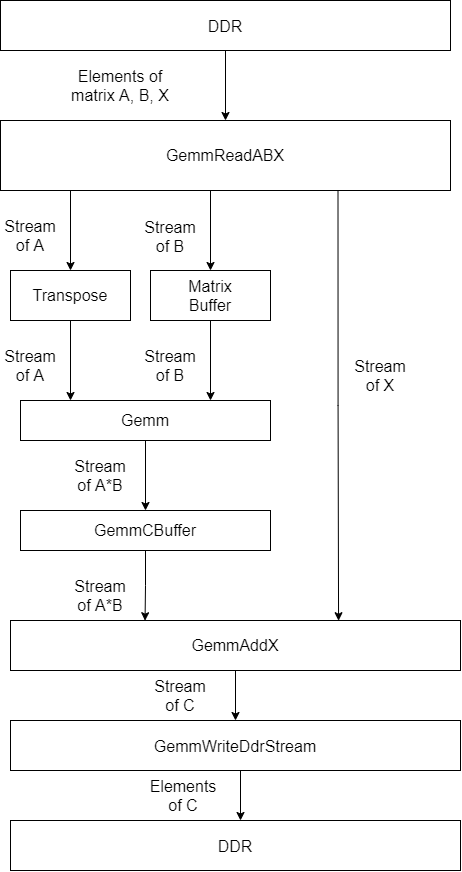 DDR
Elements of
matrix A, B, X
GemmReadABX
Stream
of A
Stream
of B
Transpose
Matrix
Buffer
Stream
of A
Stream
of B
Stream
of X
Gemm
Stream
of A*B
GemmCBuffer
Stream
of A*B
GemmAddX
Stream
of C
GemmWriteDdrStream
Elements
of C
DDR